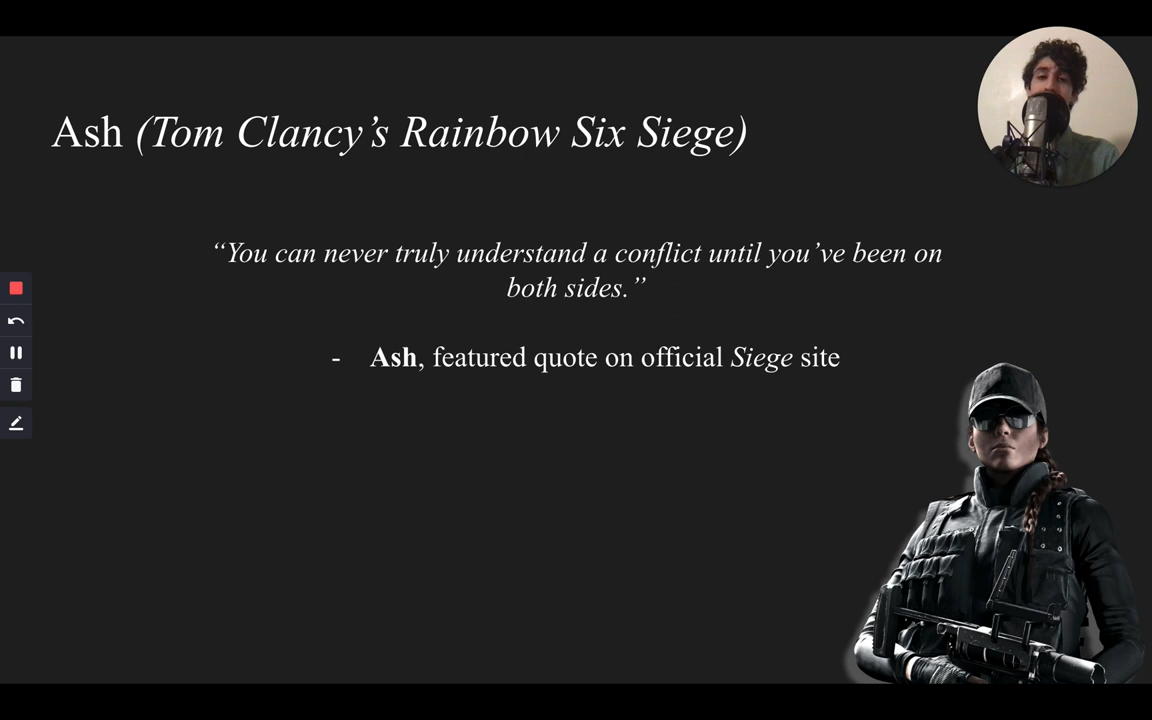 Ash (Tom Clancy’s Rainbow Six Siege)
“You can never truly understand a conflict until you’ve been on
both sides.”
- Ash, featured quote on official Siege site